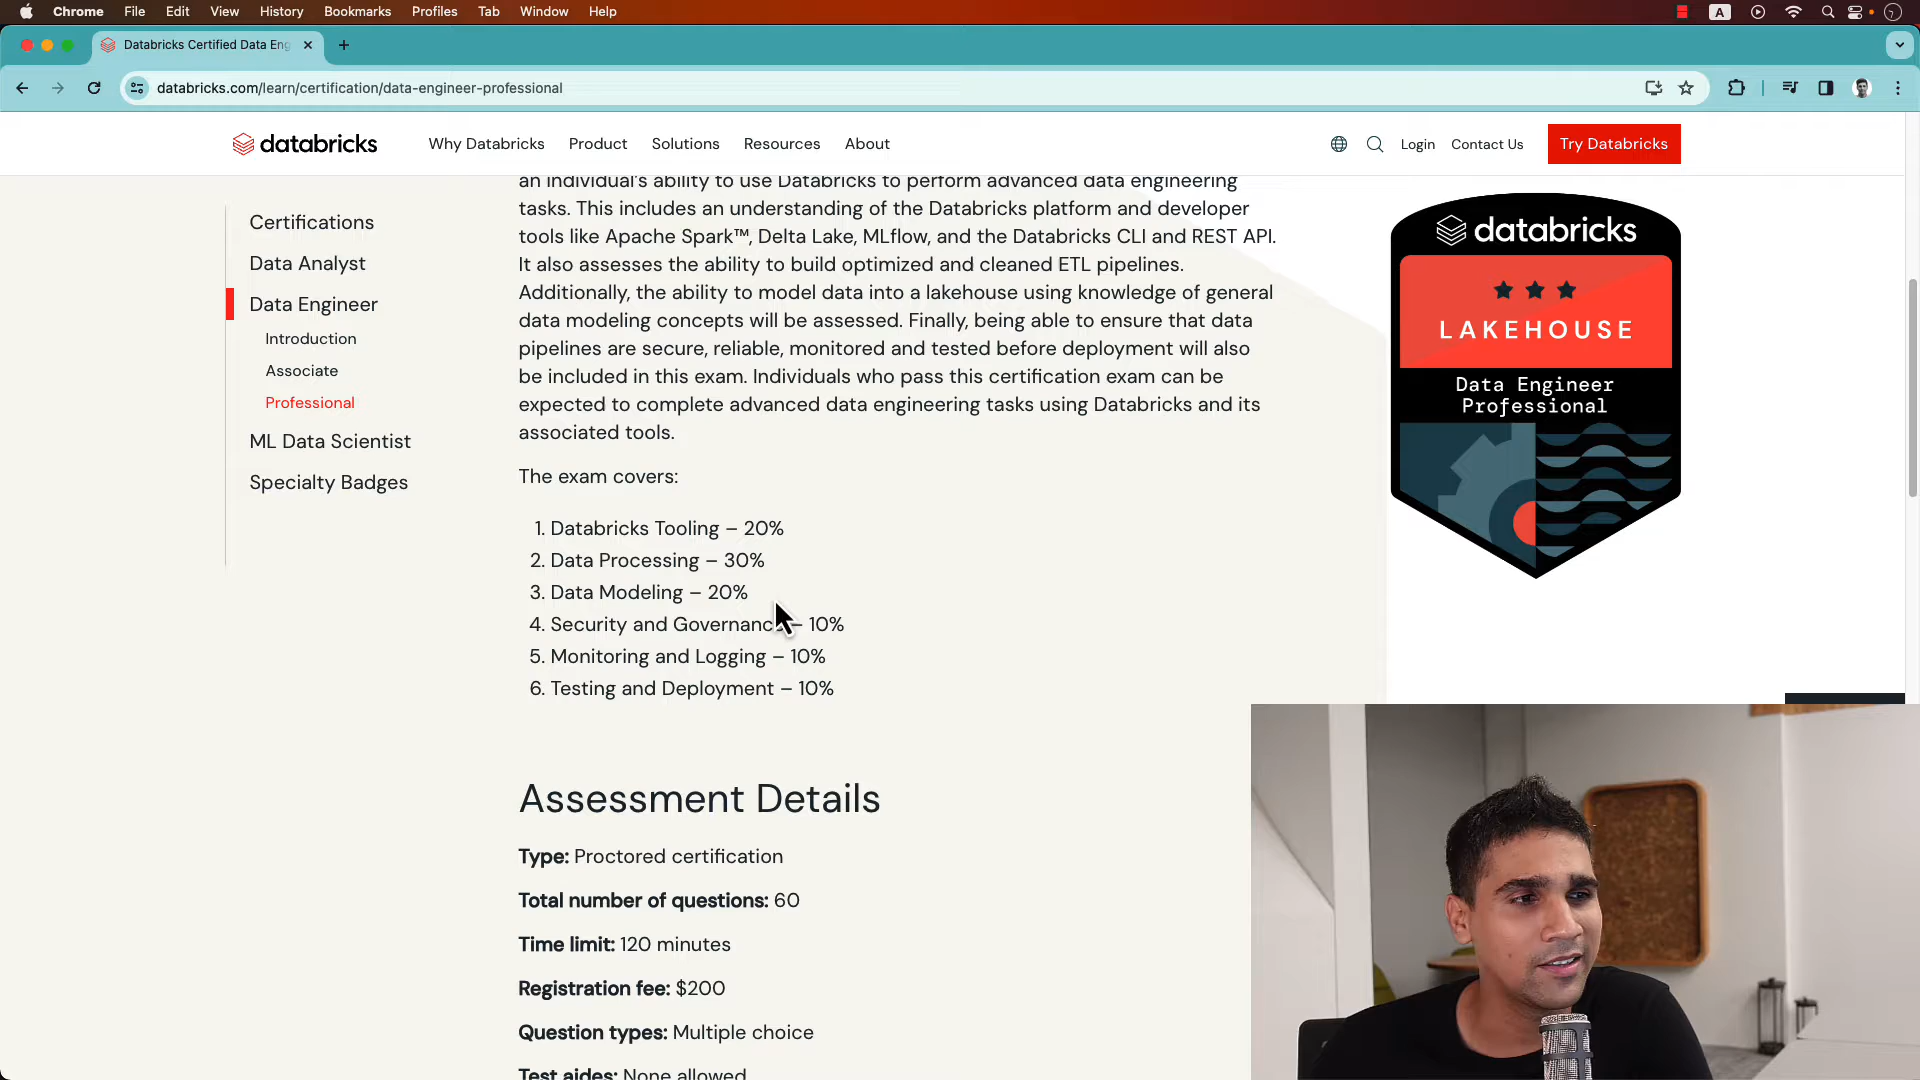 Chrome File Edit View History Bookmarks Profiles Tab Window Help
A
Databricks Certified Data Eng
databricks.com/learn/certification/data-engineer-professional
databricks Why Databricks Product Solutions Resources About Login Contact Us Try Databricks
Certifications
Data Analyst
Data Engineer
Introduction
Associate
Professional
ML Data Scientist
Specialty Badges
an individual's ability to use Databricks to perform advanced data engineering
tasks. This includes an understanding of the Databricks platform and developer
tools like Apache Spark™, Delta Lake, MLflow, and the Databricks CLI and REST API.
It also assesses the ability to build optimized and cleaned ETL pipelines.
Additionally, the ability to model data into a lakehouse using knowledge of general
data modeling concepts will be assessed. Finally, being able to ensure that data
pipelines are secure, reliable, monitored and tested before deployment will also
be included in this exam. Individuals who pass this certification exam can be
expected to complete advanced data engineering tasks using Databricks and its
associated tools.
The exam covers:
1. Databricks Tooling – 20%
2. Data Processing – 30%
3. Data Modeling – 20%
4. Security and Governance – 10%
5. Monitoring and Logging – 10%
6. Testing and Deployment – 10%
Assessment Details
Type: Proctored certification
Total number of questions: 60
Time limit: 120 minutes
Registration fee: $200
Question types: Multiple choice
Test aides: None allowed
databricks
LAKEHOUSE
Data Engineer
Professional